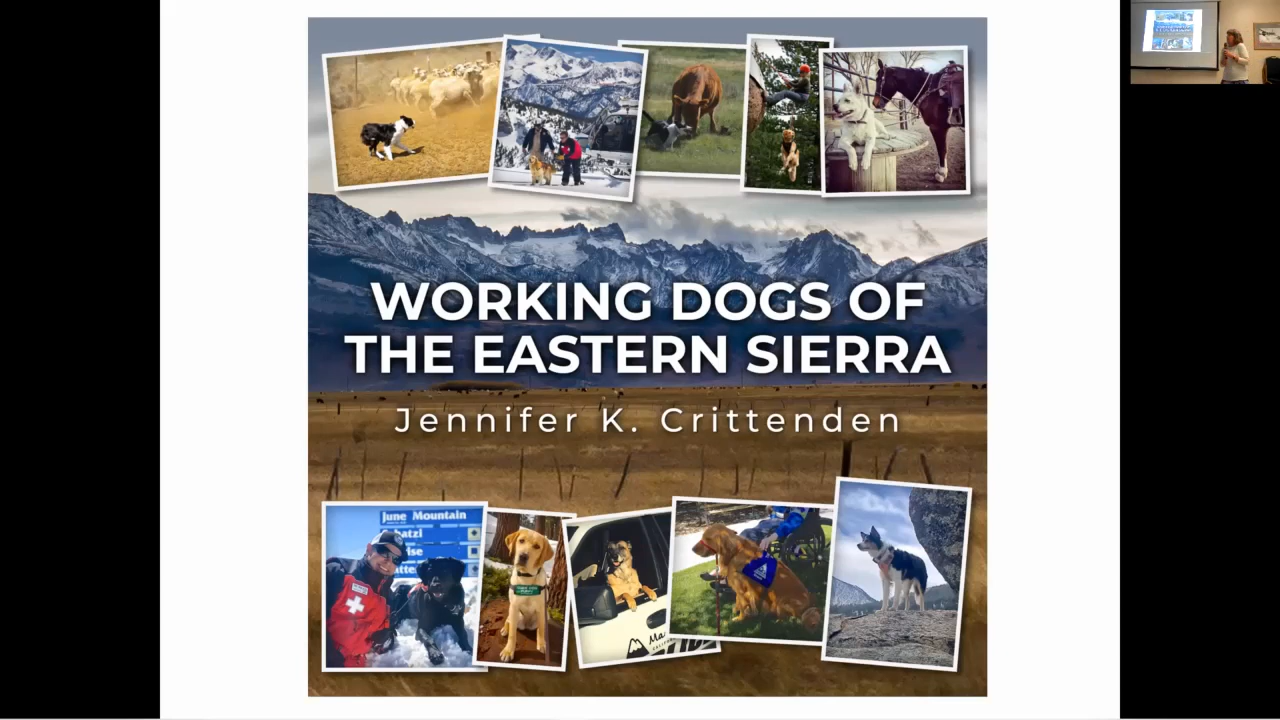 WORKING DOGS OF
THE EASTERN SIERRA
Jennifer K. Crittenden
June Mountain